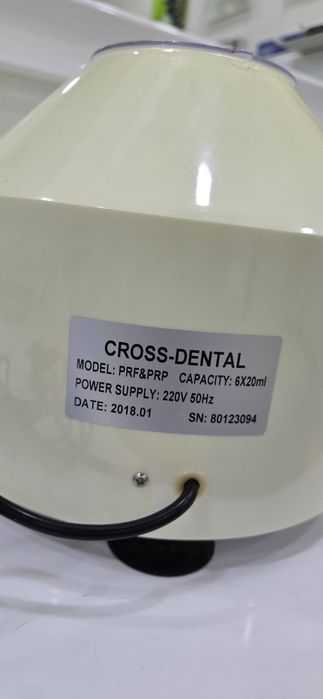 CROSS-DENTAL
MODEL: PRF&PRP CAPACITY: 6X20ml
POWER SUPPLY: 220V 50Hz
DATE: 2018.01 SN: 80123094